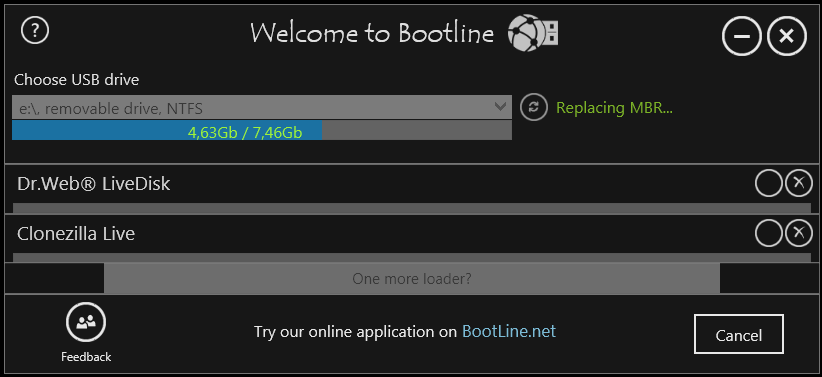 ?
Welcome to Bootline
Choose USB drive
e:\, removable drive, NTFS
Replacing MBR...
4,63Gb / 7,46Gb
Dr.Web® LiveDisk
Clonezilla Live
One more loader?
Try our online application on BootLine.net
Cancel
Feedback